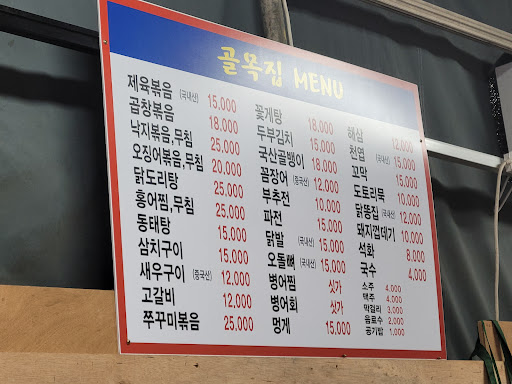 골목집 MENU
제육볶음 (국내산) 15,000
곱창볶음 18,000
낙지볶음,무침 25,000
오징어볶음,무침 20,000
닭도리탕 25,000
홍어찜,무침 25,000
동태탕 15,000
삼치구이 15,000
새우구이 (중국산) 12,000
고갈비 12,000
쭈꾸미볶음 25,000
꽃게탕 18,000
두부김치 15,000
국산골뱅이 18,000
꼼장어 (중국산) 12,000
부추전 10,000
파전 10,000
닭발 (국내산) 15,000
오돌뼈 (국내산) 15,000
병어찜 싯가
병어회 싯가
멍게 15,000
해삼 12,000
천엽 (국내산) 15,000
꼬막 15,000
도토리묵 10,000
닭똥집 (국내산) 12,000
돼지껍데기 10,000
석화 8,000
국수 4,000
소주 4,000
맥주 4,000
막걸리 3,000
음료수 2,000
공기밥 1,000